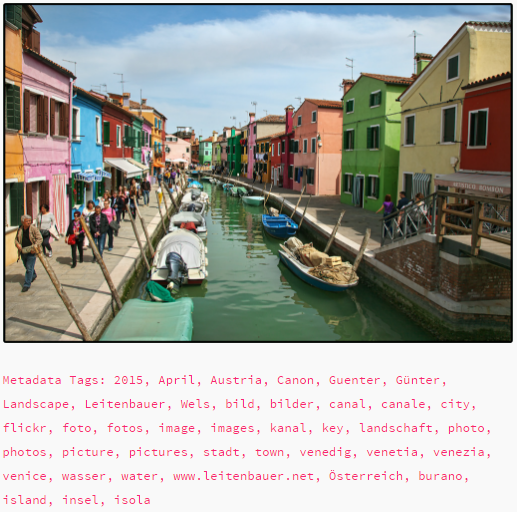 Metadata Tags: 2015, April, Austria, Canon, Guenter, Günter,
Landscape, Leitenbauer, Wels, bild, bilder, canal, canale, city,
flickr, foto, fotos, image, images, kanal, key, landschaft, photo,
photos, picture, pictures, stadt, town, venedig, venetia, venezia,
venice, wasser, water, www.leitenbauer.net, Österreich, burano,
island, insel, isola